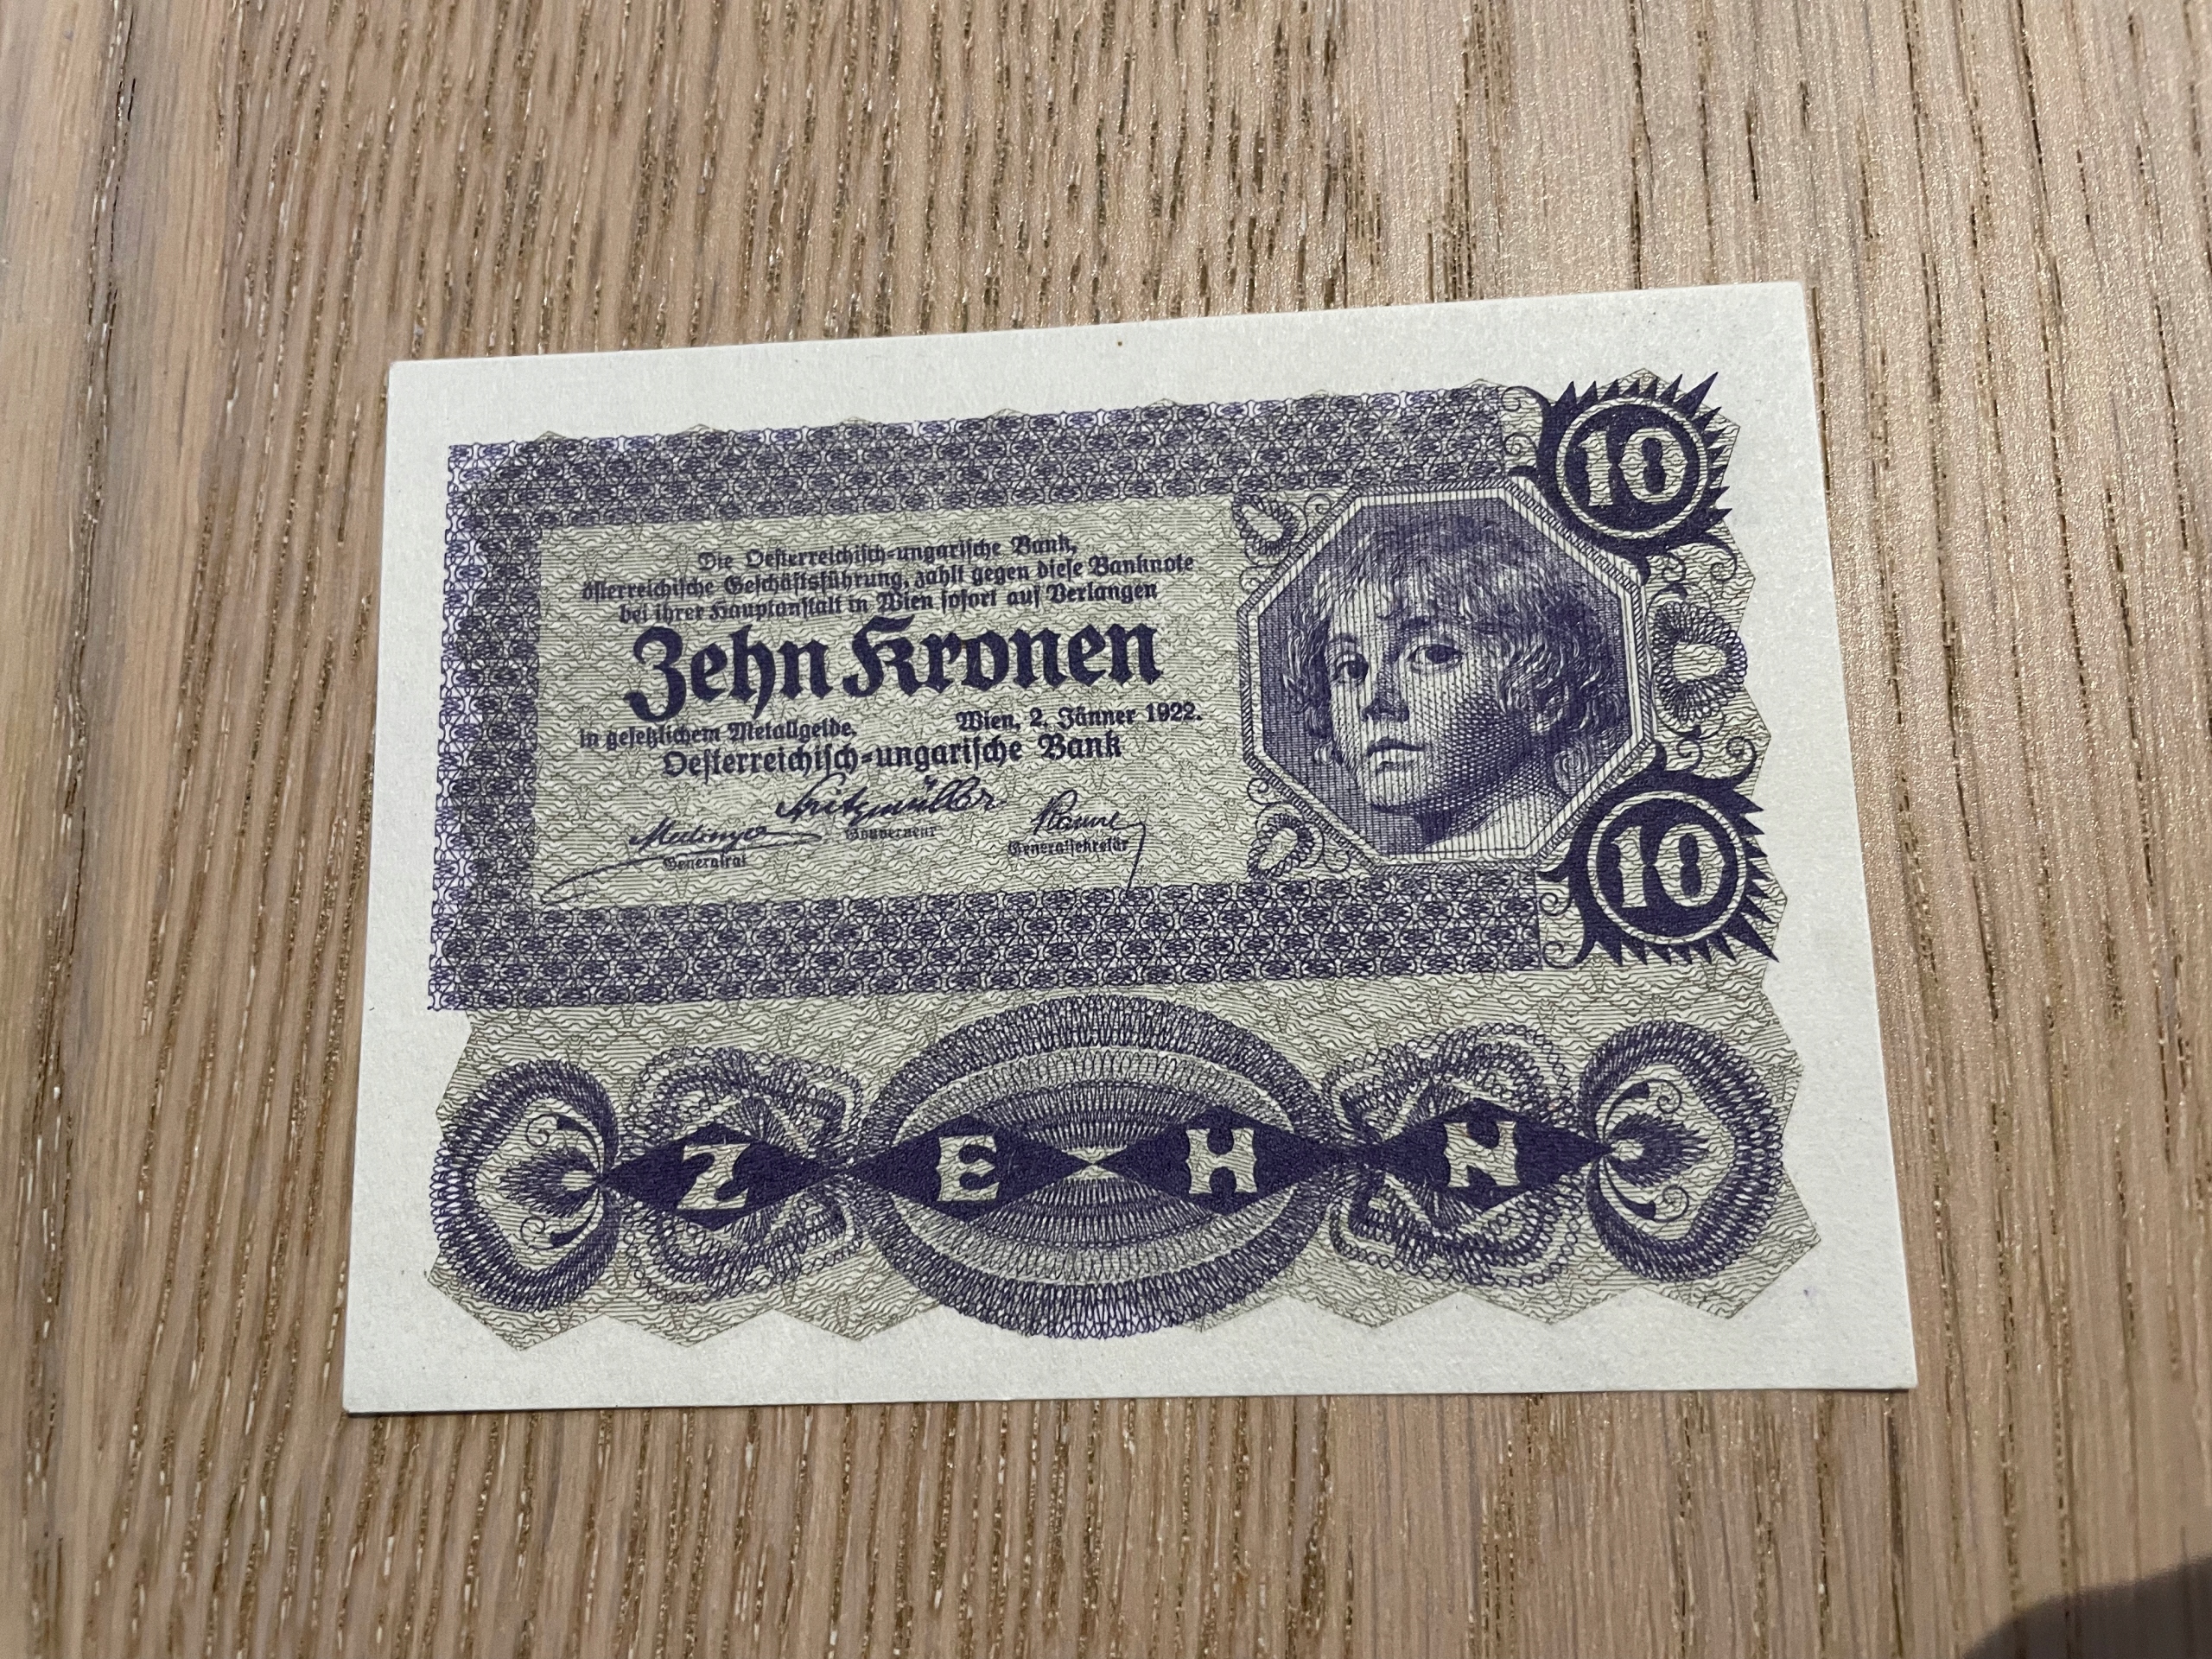 10
Die Oesterreichisch-ungarische Bank,
österreichische Geschäftsführung, zahlt gegen diese Banknote
bei ihrer Hauptanstalt in Wien sofort auf Verlangen
Zehn Kronen
in gesetzlichem Metallgelde.
Wien, 2. Jänner 1922.
Oesterreichisch-ungarische Bank
Spitzmüller
Gouverneur
Generalrat
Generalsekretär
10
Z E H N